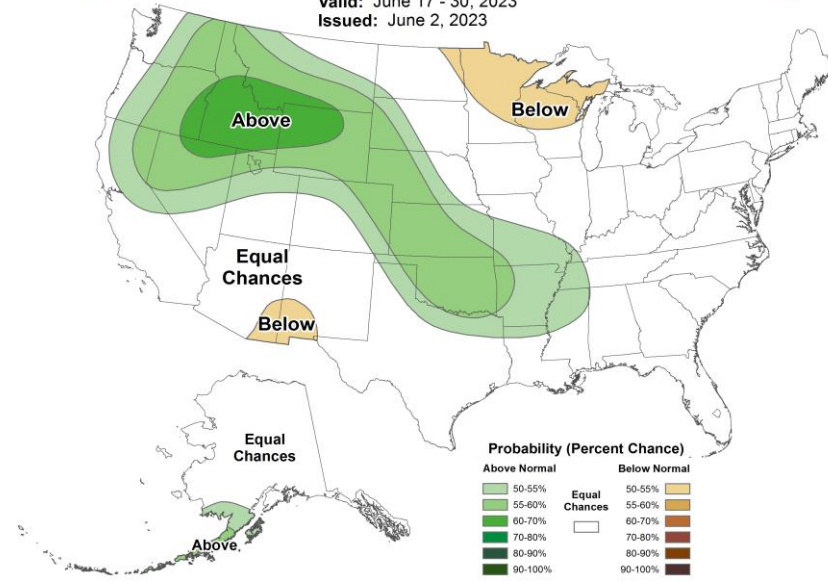 Valid: June 17 - 30, 2023
Issued: June 2, 2023
Above
Below
Equal
Chances
Below
Equal
Chances
Above
Probability (Percent Chance)
Above Normal
Below Normal
50-55%
55-60%
60-70%
70-80%
80-90%
90-100%
Equal
Chances
50-55%
55-60%
60-70%
70-80%
80-90%
90-100%